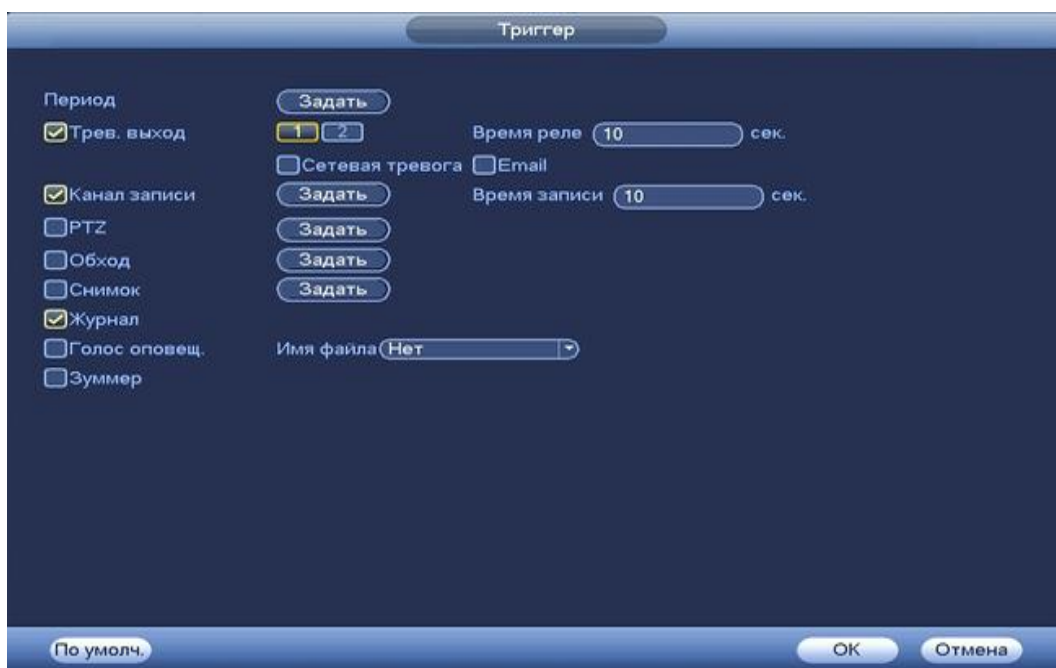 Триггер
Период Задать
Трев. выход 1 2 Время реле 10 сек.
Сетевая тревога Email
Канал записи Задать Время записи 10 сек.
PTZ Задать
Обход Задать
Снимок Задать
Журнал
Голос оповещ. Имя файла Нет
Зуммер
По умолч. OK Отмена